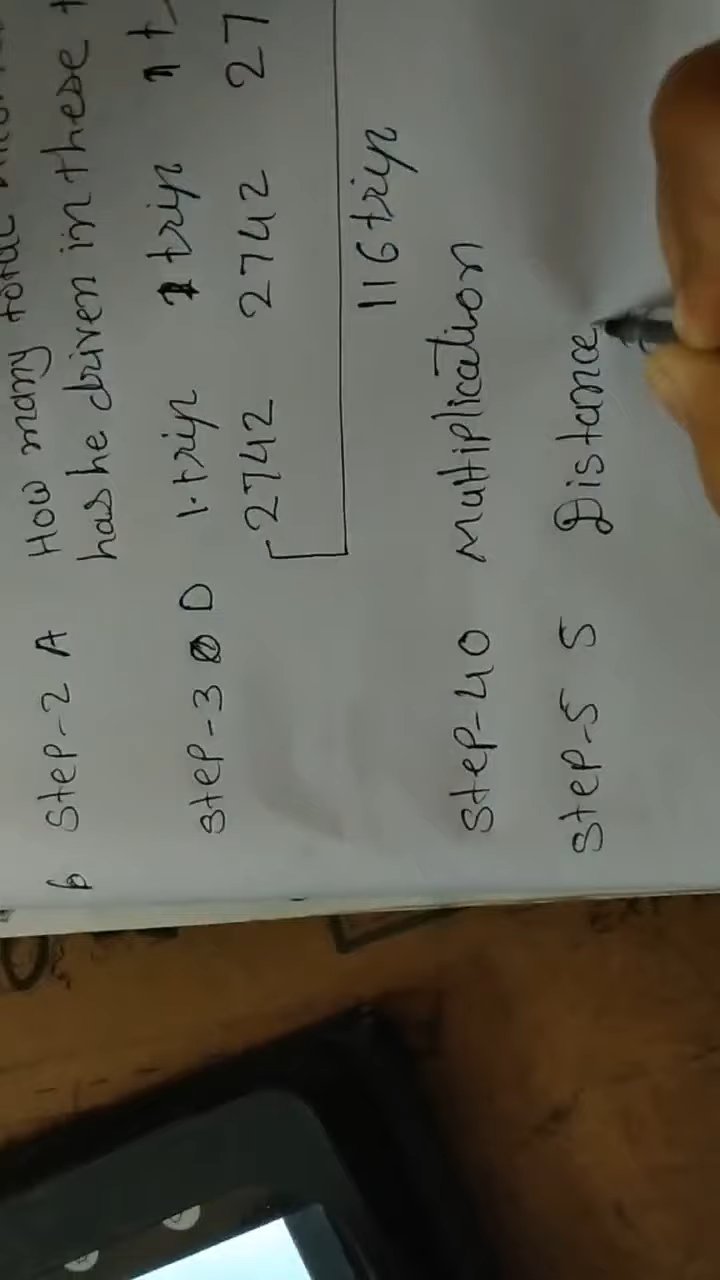 b Step-2 A How many total
has he driven in these
Step-3 D 1 trip 1 trip 1 t
2742 2742 27
116 trip
Step-4 O Multiplication
Step-5 S Distance